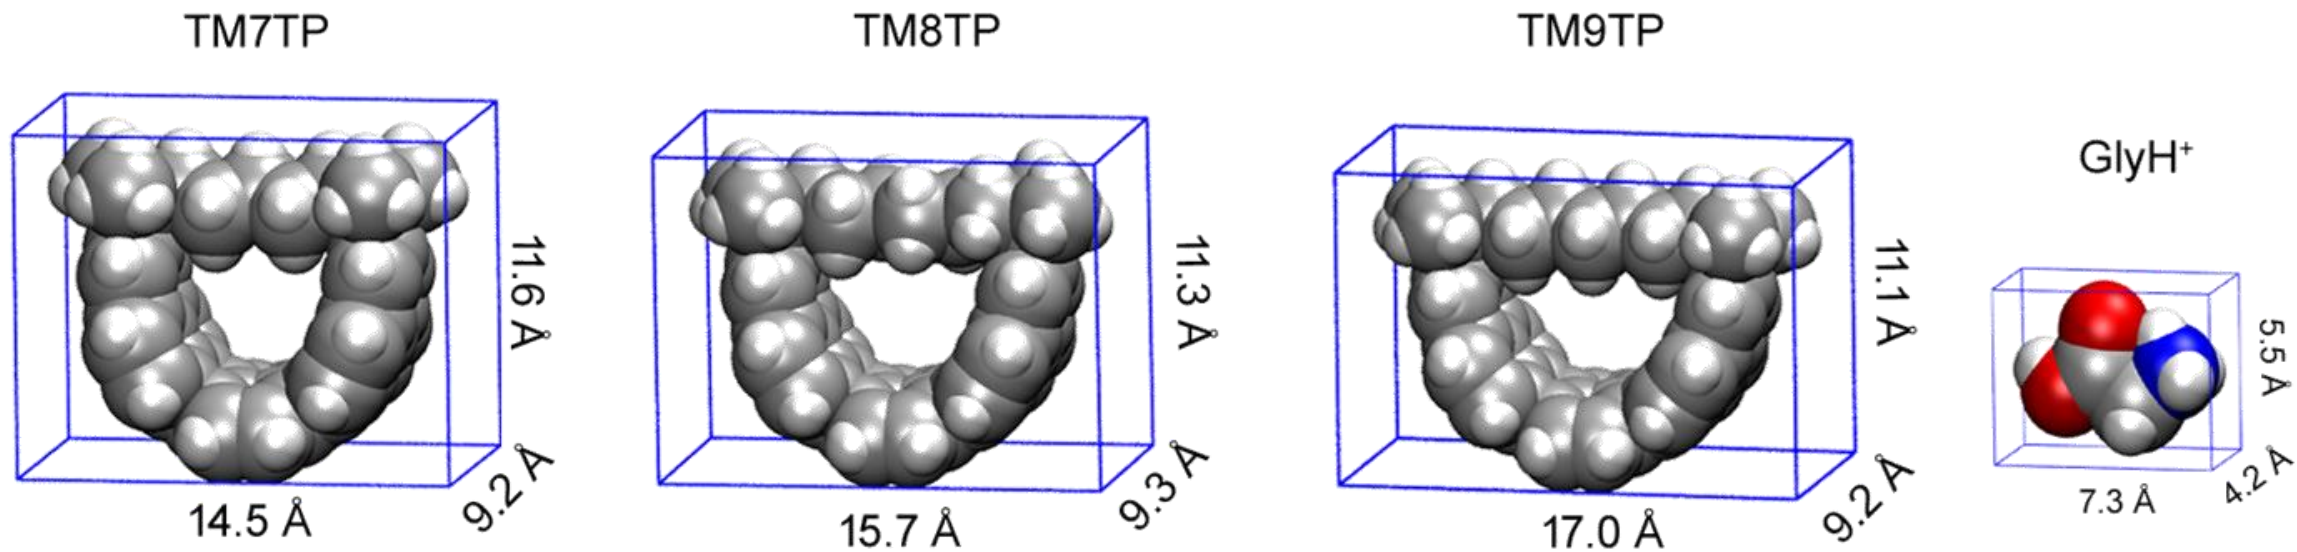 TM7TP
11.6 Å
9.2 Å
14.5 Å
TM8TP
11.3 Å
9.3 Å
15.7 Å
TM9TP
11.1 Å
9.2 Å
17.0 Å
GlyH⁺
5.5 Å
4.2 Å
7.3 Å